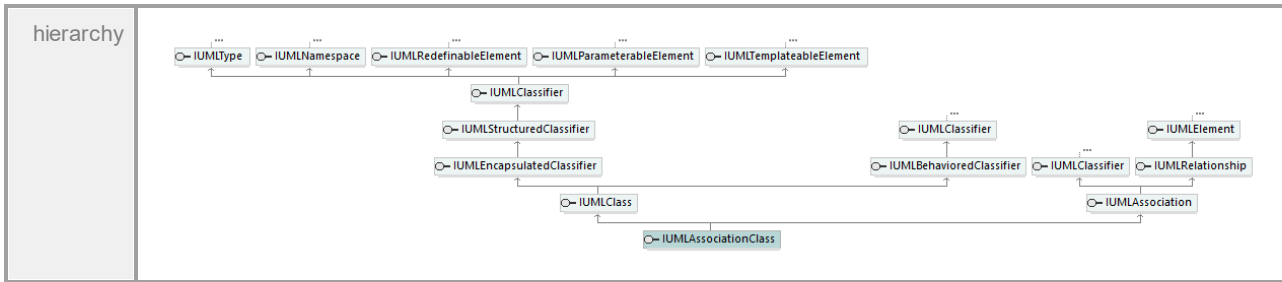 hierarchy
... ... ... ... ...
IUMLType IUMLNamespace IUMLRedefinableElement IUMLParameterableElement IUMLTemplateableElement
IUMLClassifier
... ...
IUMLStructuredClassifier IUMLClassifier IUMLElement
...
IUMLEncapsulatedClassifier IUMLBehavioredClassifier IUMLClassifier IUMLRelationship
IUMLClass IUMLAssociation
IUMLAssociationClass